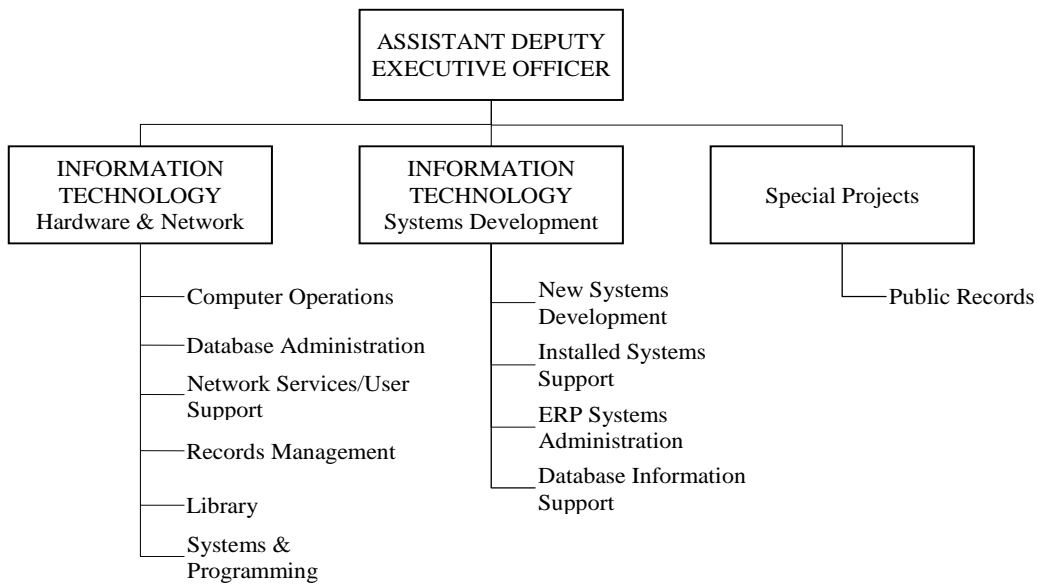 ASSISTANT DEPUTY
EXECUTIVE OFFICER
INFORMATION
TECHNOLOGY
Hardware & Network
Computer Operations
Database Administration
Network Services/User
Support
Records Management
Library
Systems &
Programming
INFORMATION
TECHNOLOGY
Systems Development
New Systems
Development
Installed Systems
Support
ERP Systems
Administration
Database Information
Support
Special Projects
Public Records